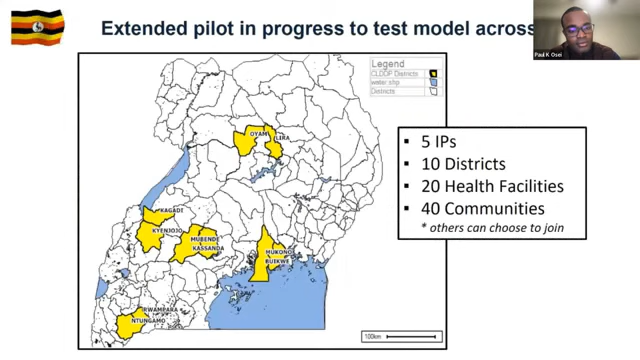 Extended pilot in progress to test model across
Paul K Osei
Legend
CLDDP Districts
water.shp
Districts
OYAM
LIRA
KAGADI
KYENJOJO
MUBENDE
KASSANDA
MUKONO
BUIKWE
RWAMPARA
NTUNGAMO
100km
▪ 5 IPs
▪ 10 Districts
▪ 20 Health Facilities
▪ 40 Communities
* others can choose to join